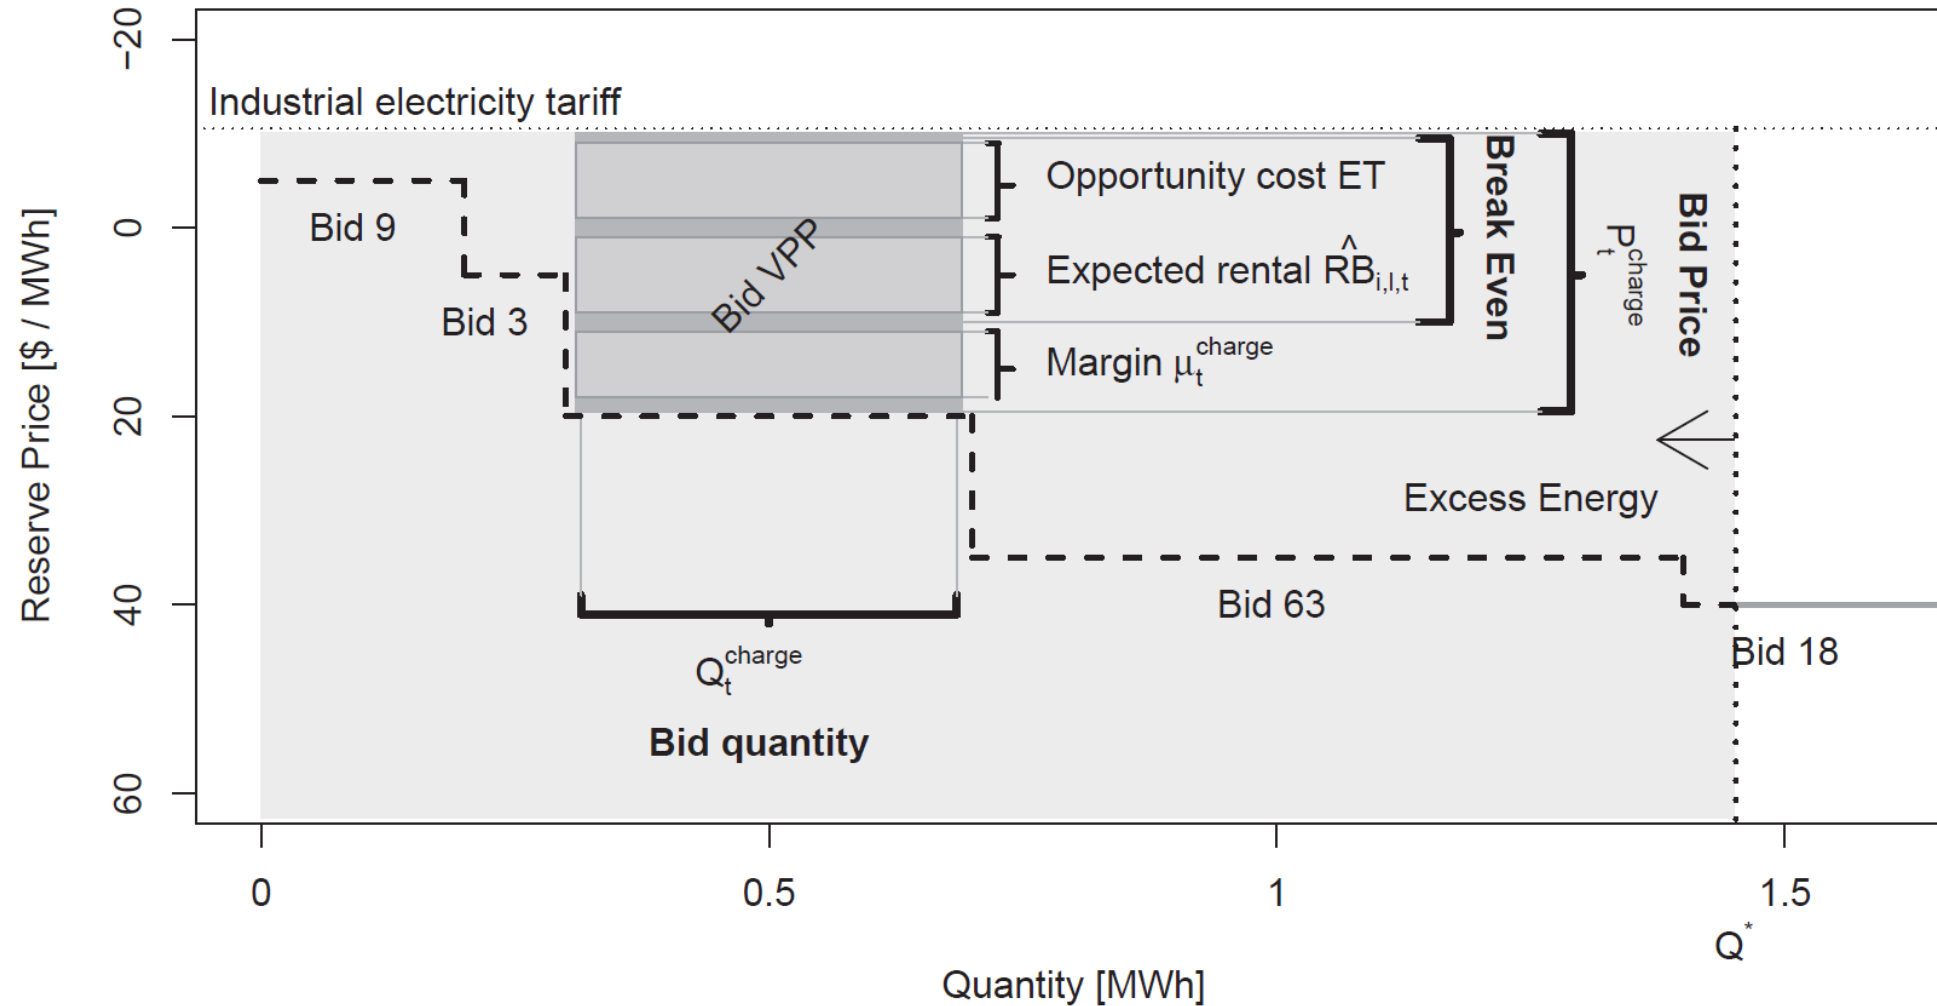 Reserve Price [$ / MWh]
−20
0
20
40
60
Industrial electricity tariff
Bid 9
Bid 3
Bid VPP
Opportunity cost ET
Expected rental R̂B_i,l,t
Margin μ_t^charge
Break Even
P_t^charge
Bid Price
Excess Energy
Bid 63
Bid 18
Q_t^charge
Bid quantity
0
0.5
1
1.5
Q*
Quantity [MWh]